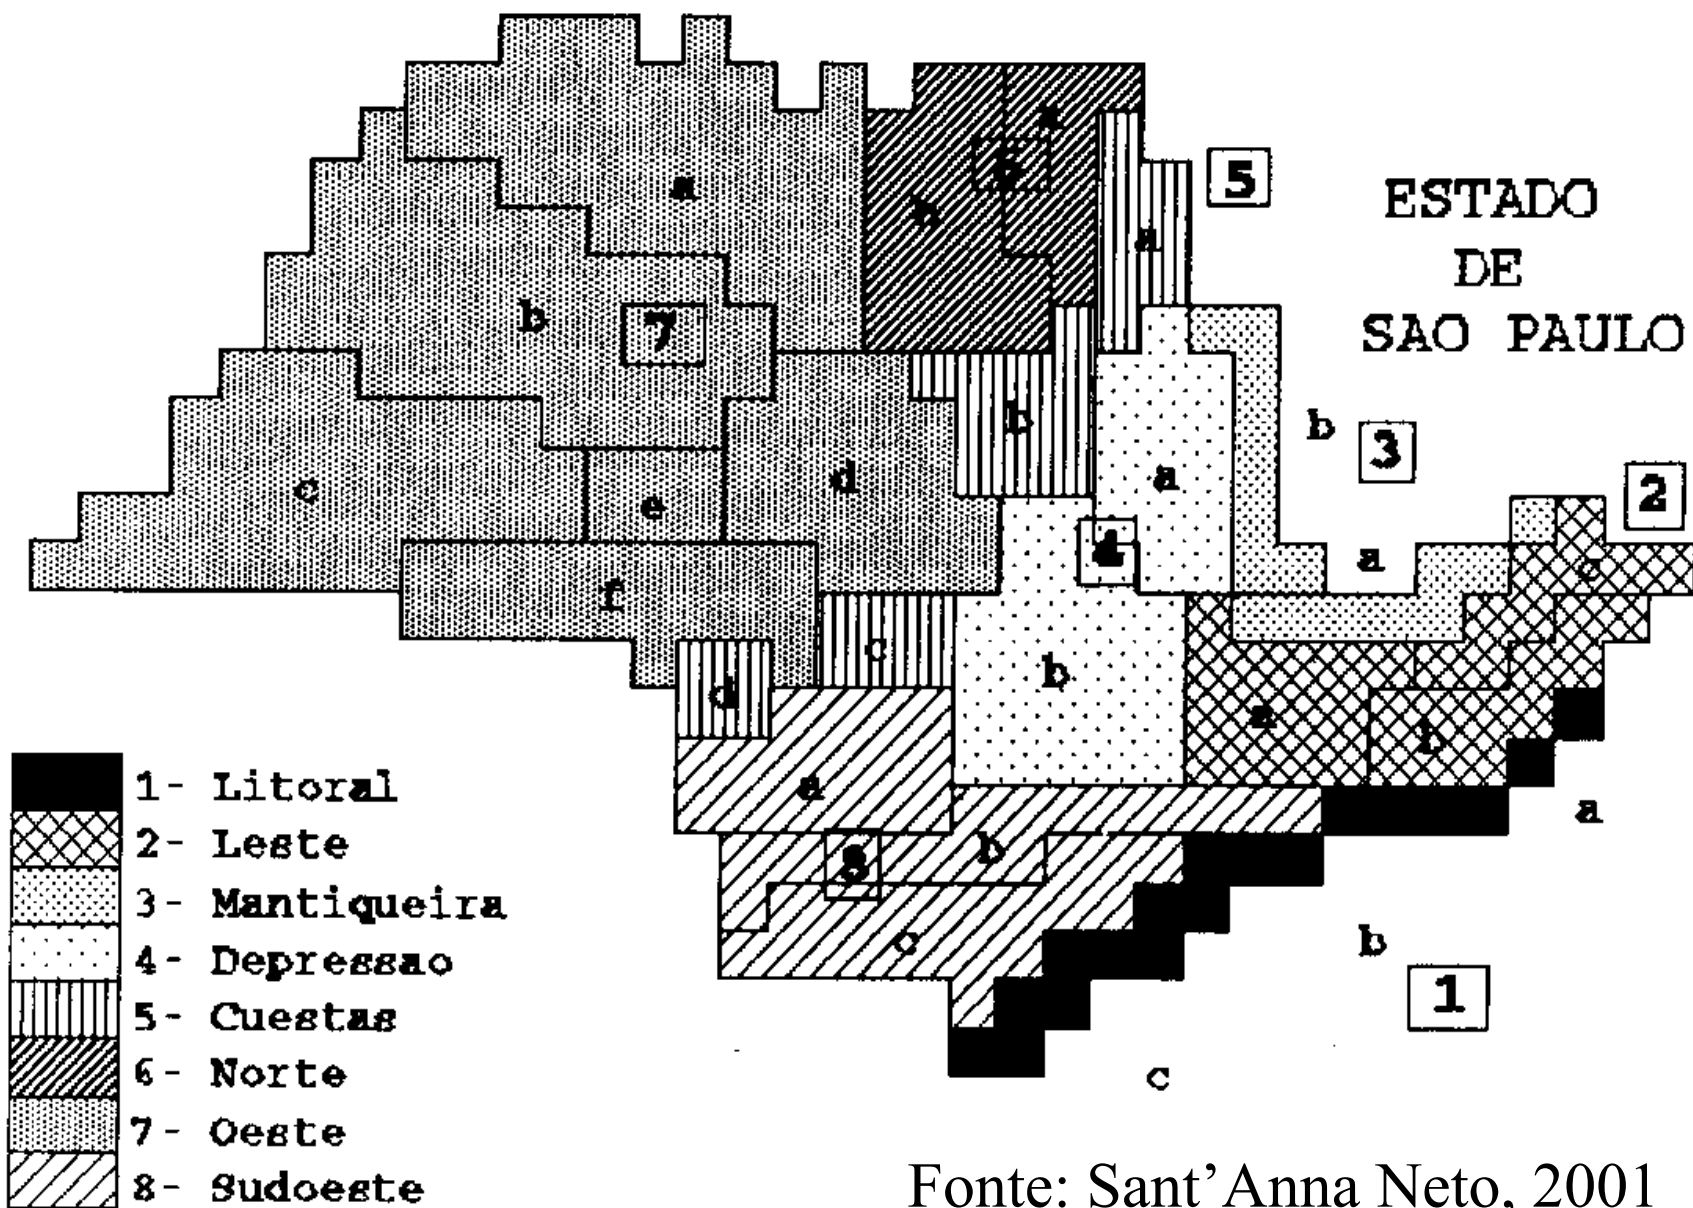 a
a
6
5
a
b
a
ESTADO
DE
SAO PAULO
b
7
b
b
3
c
e
d
a
2
4
a
c
f
c
b
d
a
b
1- Litoral
2- Leste
3- Mantiqueira
4- Depressao
5- Cuestas
6- Norte
7- Oeste
8- Sudoeste
a
a
8
b
c
b
1
c
Fonte: Sant’Anna Neto, 2001